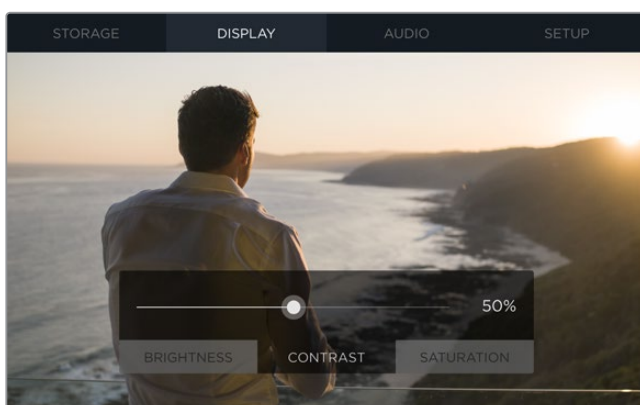 STORAGE DISPLAY AUDIO SETUP
50%
BRIGHTNESS CONTRAST SATURATION